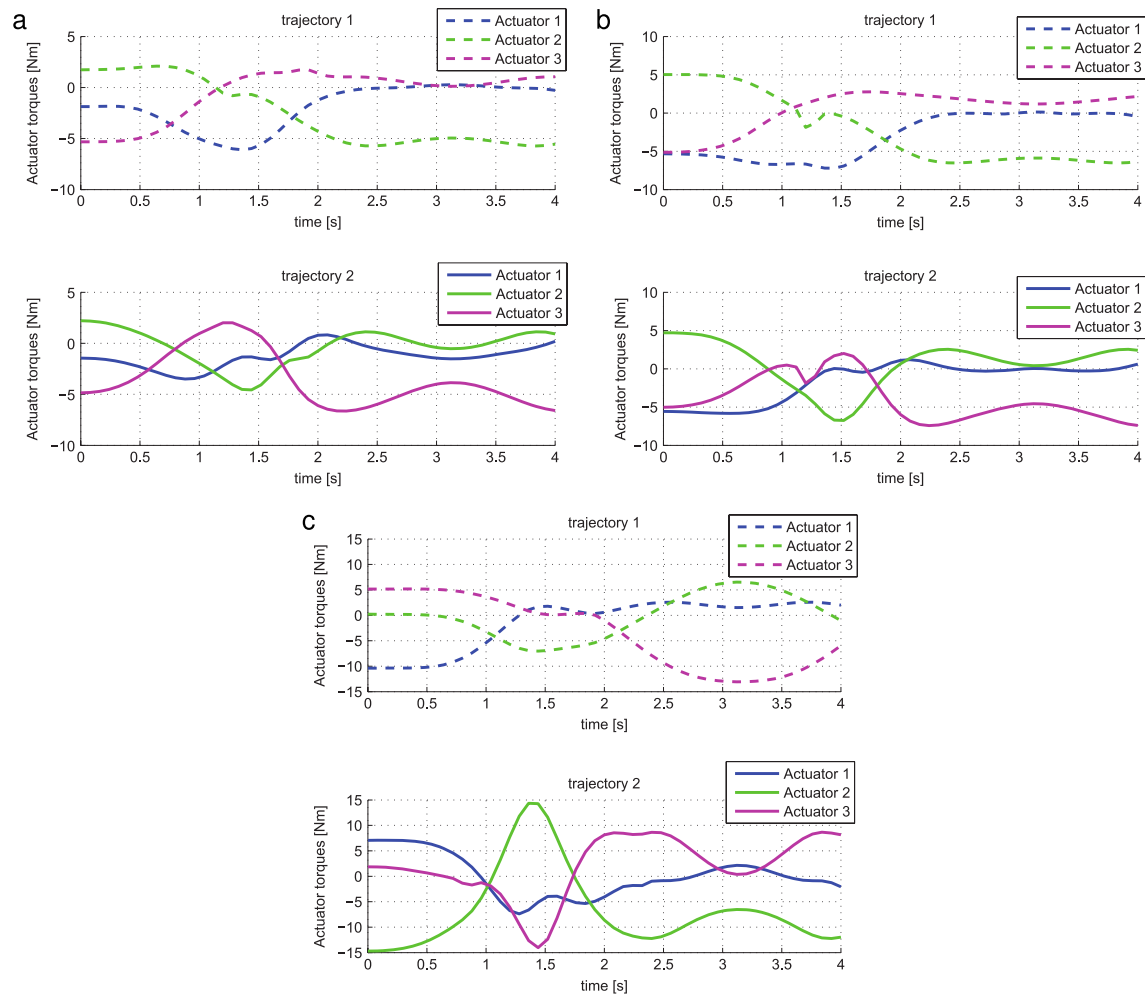 a
trajectory 1
Actuator 1
Actuator 2
Actuator 3
Actuator torques [Nm]
5
0
−5
−10
0 0.5 1 1.5 2 2.5 3 3.5 4
time [s]
trajectory 2
Actuator 1
Actuator 2
Actuator 3
Actuator torques [Nm]
5
0
−5
−10
0 0.5 1 1.5 2 2.5 3 3.5 4
time [s]
b
trajectory 1
Actuator 1
Actuator 2
Actuator 3
Actuator torques [Nm]
10
5
0
−5
−10
0 0.5 1 1.5 2 2.5 3 3.5 4
time [s]
trajectory 2
Actuator 1
Actuator 2
Actuator 3
Actuator torques [Nm]
10
5
0
−5
−10
0 0.5 1 1.5 2 2.5 3 3.5 4
time [s]
c
trajectory 1
Actuator 1
Actuator 2
Actuator 3
Actuator torques [Nm]
15
10
5
0
−5
−10
−15
0 0.5 1 1.5 2 2.5 3 3.5 4
time [s]
trajectory 2
Actuator 1
Actuator 2
Actuator 3
Actuator torques [Nm]
15
10
5
0
−5
−10
−15
0 0.5 1 1.5 2 2.5 3 3.5 4
time [s]